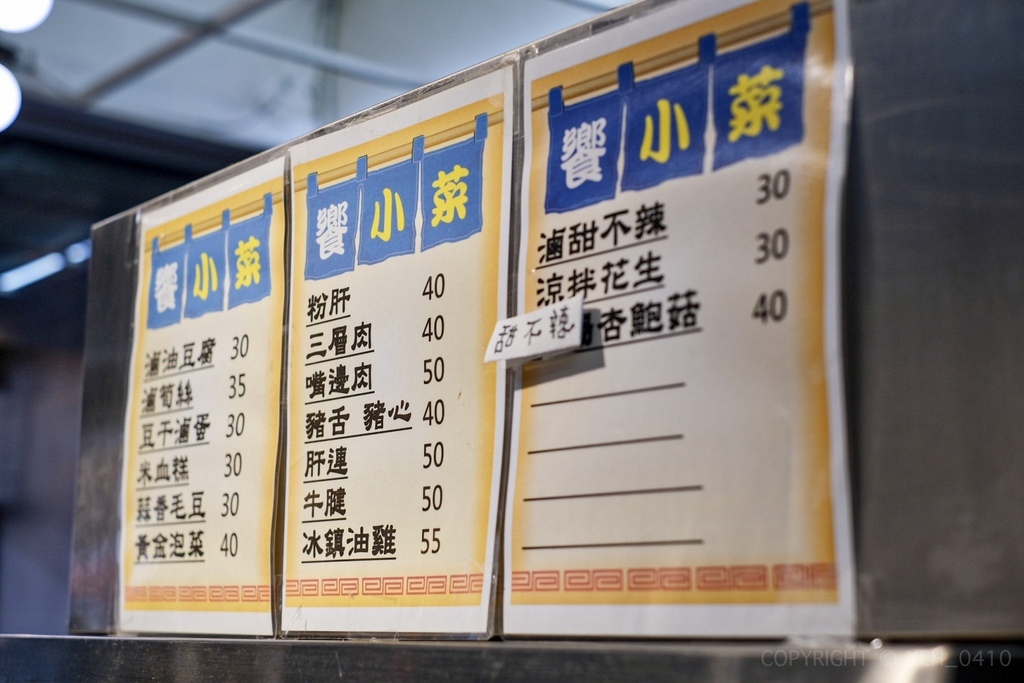 饗小菜
滷油豆腐 30
滷筍絲 35
豆干滷蛋 30
米血糕 30
蒜香毛豆 30
黃金泡菜 40
饗小菜
粉肝 40
三層肉 40
嘴邊肉 50
豬舌 豬心 40
肝連 50
牛腱 50
冰鎮油雞 55
饗小菜
滷甜不辣 30
涼拌花生 30
杏鮑菇 40
甜不辣
COPYRIGHT © _0410